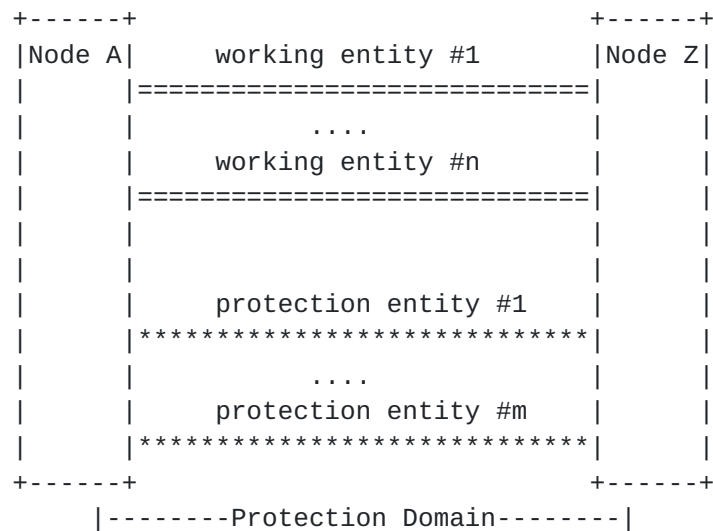 +------+                             +------+
|Node A|     working entity #1       |Node Z|
|      |=============================|      |
|      |           ....              |      |
|      |     working entity #n       |      |
|      |=============================|      |
|      |                             |      |
|      |                             |      |
|      |     protection entity #1    |      |
|      |*****************************|      |
|      |           ....              |      |
|      |     protection entity #m    |      |
|      |*****************************|      |
+------+                             +------+
     |--------Protection Domain--------|